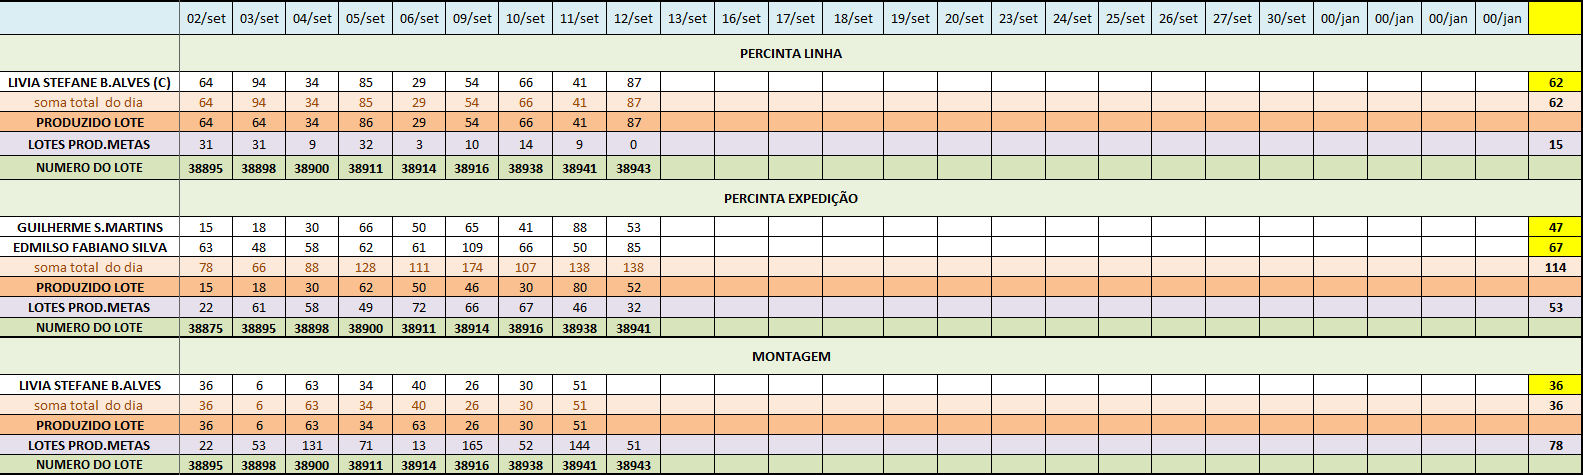 02/set 03/set 04/set 05/set 06/set 09/set 10/set 11/set 12/set 13/set 16/set 17/set 18/set 19/set 20/set 23/set 24/set 25/set 26/set 27/set 30/set 00/jan 00/jan 00/jan 00/jan
PERCINTA LINHA
LIVIA STEFANE B.ALVES (C) 64 94 34 85 29 54 66 41 87 62
soma total do dia 64 94 34 85 29 54 66 41 87 62
PRODUZIDO LOTE 64 64 34 86 29 54 66 41 87
LOTES PROD.METAS 31 31 9 32 3 10 14 9 0 15
NUMERO DO LOTE 38895 38898 38900 38911 38914 38916 38938 38941 38943
PERCINTA EXPEDIÇÃO
GUILHERME S.MARTINS 15 18 30 66 50 65 41 88 53 47
EDMILSO FABIANO SILVA 63 48 58 62 61 109 66 50 85 67
soma total do dia 78 66 88 128 111 174 107 138 138 114
PRODUZIDO LOTE 15 18 30 62 50 46 30 80 52
LOTES PROD.METAS 22 61 58 49 72 66 67 46 32 53
NUMERO DO LOTE 38875 38895 38898 38900 38911 38914 38916 38938 38941
MONTAGEM
LIVIA STEFANE B.ALVES 36 6 63 34 40 26 30 51 36
soma total do dia 36 6 63 34 40 26 30 51 36
PRODUZIDO LOTE 36 6 63 34 63 26 30 51
LOTES PROD.METAS 22 53 131 71 13 165 52 144 51 78
NUMERO DO LOTE 38895 38898 38900 38911 38914 38916 38938 38941 38943